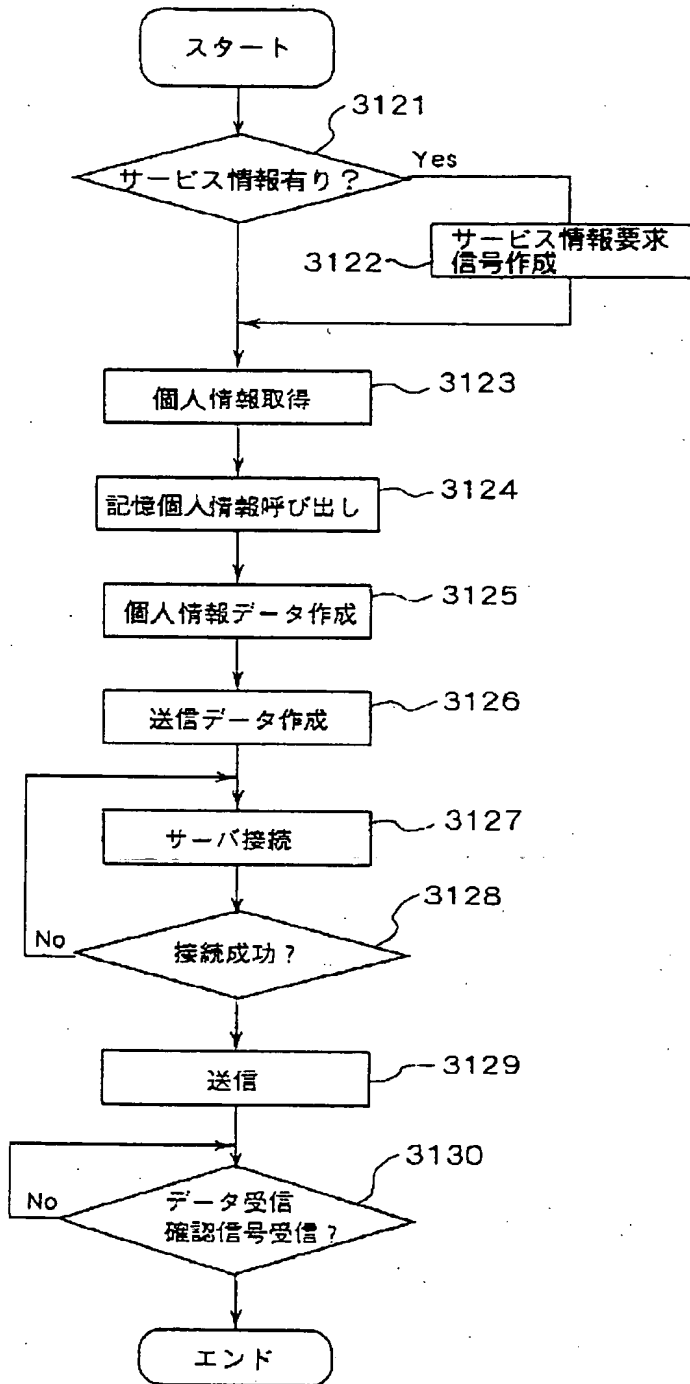 スタート
3121
サービス情報有り？
Yes
サービス情報要求
信号作成
3122
個人情報取得
3123
記憶個人情報呼び出し
3124
個人情報データ作成
3125
送信データ作成
3126
サーバ接続
3127
3128
接続成功？
No
送信
3129
3130
データ受信
確認信号受信？
No
エンド